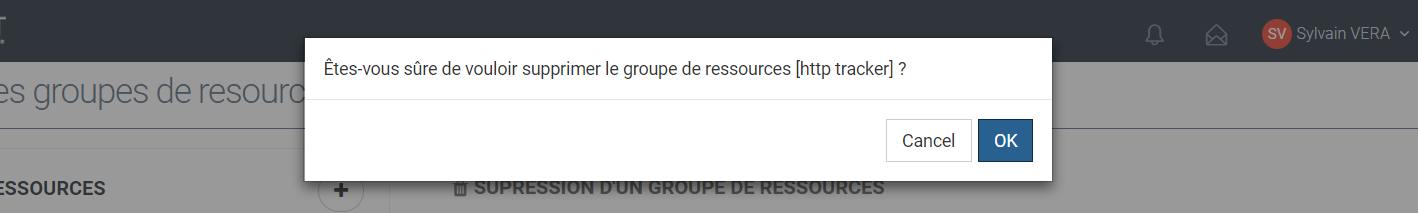 SV Sylvain VERA
Êtes-vous sûre de vouloir supprimer le groupe de ressources [http tracker] ?
es groupes de resourc
Cancel OK
ESSOURCES
SUPRESSION D'UN GROUPE DE RESSOURCES